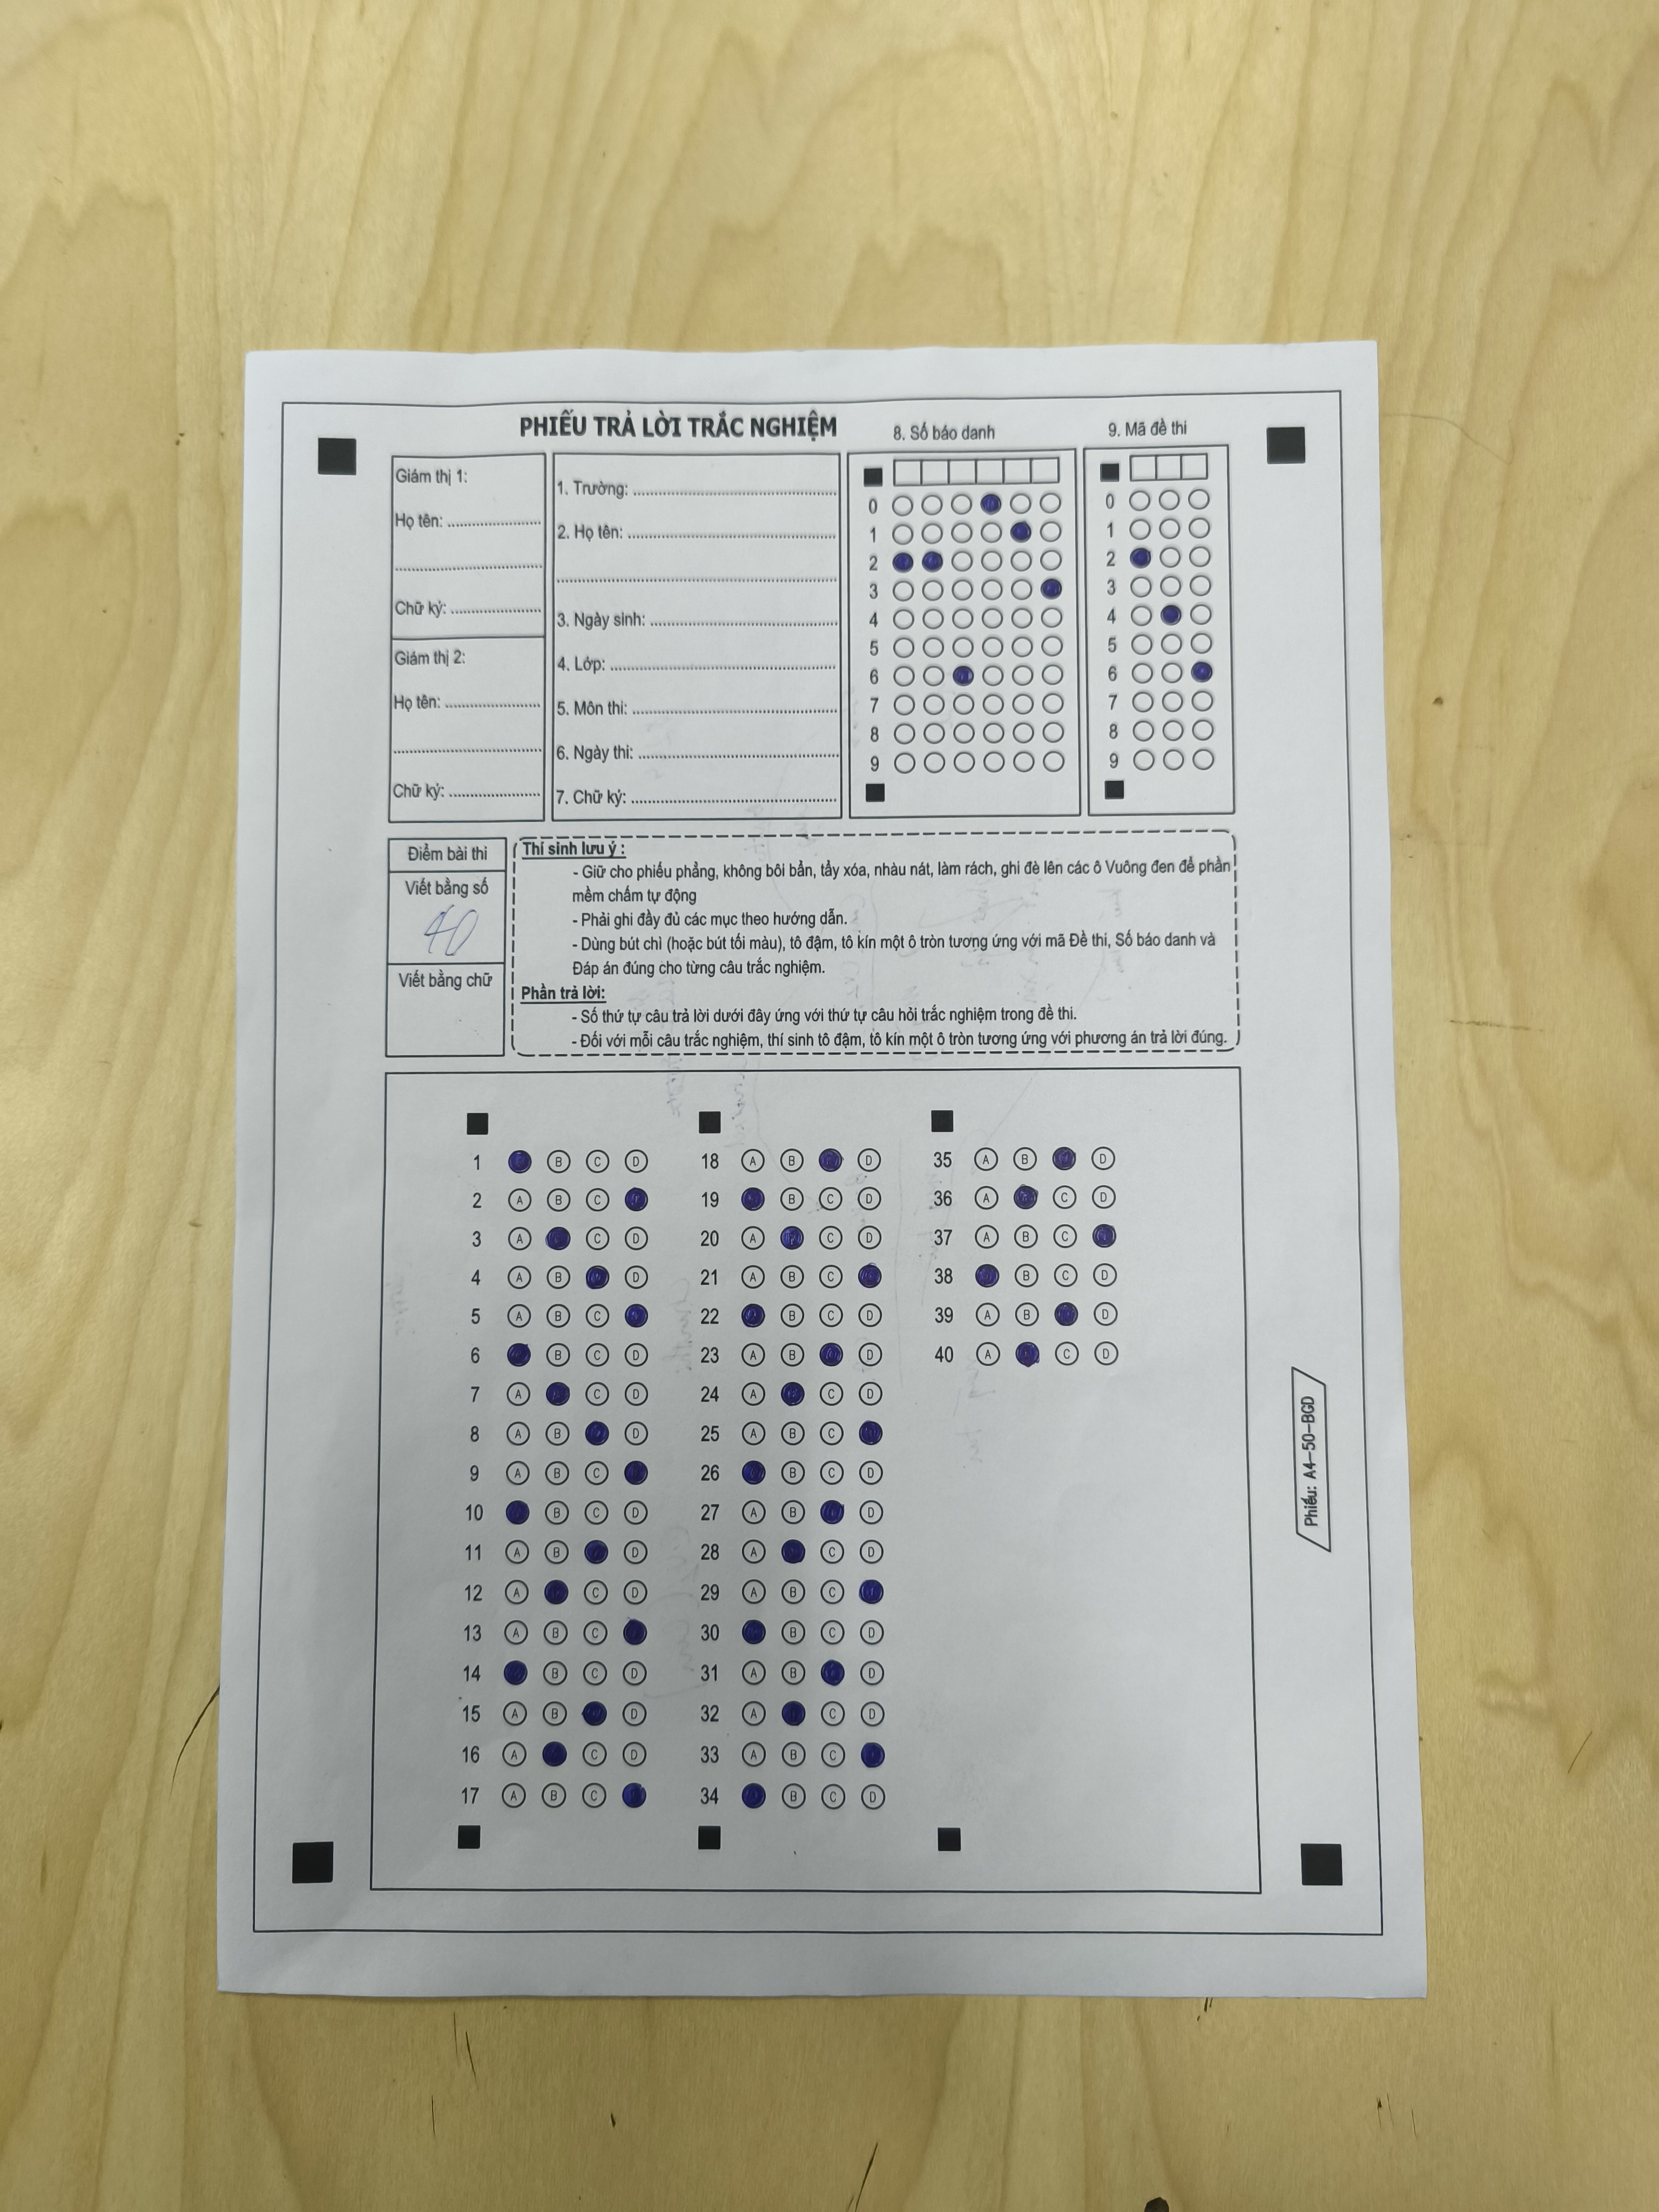 PHIẾU TRẢ LỜI TRẮC NGHIỆM
Giám thị 1:
Họ tên: ................
..........................
Chữ ký: ................
Giám thị 2:
Họ tên: ................
..........................
Chữ ký: ................
1. Trường: ................
2. Họ tên: ................
..........................
3. Ngày sinh: ................
4. Lớp: ................
5. Môn thi: ................
6. Ngày thi: ................
7. Chữ ký: ................
8. Số báo danh
0
1
2
3
4
5
6
7
8
9
9. Mã đề thi
0
1
2
3
4
5
6
7
8
9
Điểm bài thi
Viết bằng số
40
Viết bằng chữ
Thí sinh lưu ý :
- Giữ cho phiếu phẳng, không bôi bẩn, tẩy xóa, nhàu nát, làm rách, ghi đè lên các ô Vuông đen để phần
mềm chấm tự động
- Phải ghi đầy đủ các mục theo hướng dẫn.
- Dùng bút chì (hoặc bút tối màu), tô đậm, tô kín một ô tròn tương ứng với mã Đề thi, Số báo danh và
Đáp án đúng cho từng câu trắc nghiệm.
Phần trả lời:
- Số thứ tự câu trả lời dưới đây ứng với thứ tự câu hỏi trắc nghiệm trong đề thi.
- Đối với mỗi câu trắc nghiệm, thí sinh tô đậm, tô kín một ô tròn tương ứng với phương án trả lời đúng.
1 B C D
2 A B C
3 A C D
4 A B D
5 A B C
6 B C D
7 A C D
8 A B D
9 A B C
10 B C D
11 A B D
12 A C D
13 A B C
14 B C D
15 A B D
16 A C D
17 A B C
18 A B D
19 B C D
20 A C D
21 A B C
22 B C D
23 A B D
24 A C D
25 A B C
26 B C D
27 A B D
28 A C D
29 A B C
30 B C D
31 A B D
32 A C D
33 A B C
34 B C D
35 A B D
36 A C D
37 A B C
38 B C D
39 A B D
40 A C D
Phiếu: A4-50-BGD